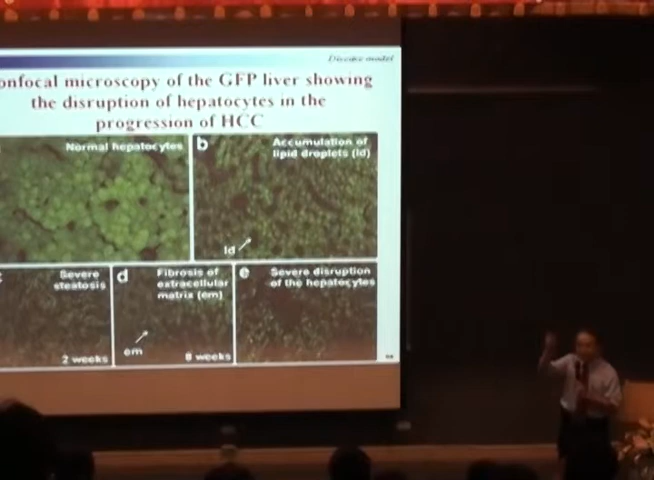 Disease model
onfocal microscopy of the GFP liver showing
the disruption of hepatocytes in the
progression of HCC
Normal hepatocytes
b
Accumulation of
lipid droplets (ld)
ld
Severe
steatosis
2 weeks
d
Fibrosis of
extracellular
matrix (em)
em
8 weeks
e
Severe disruption
of the hepatocytes